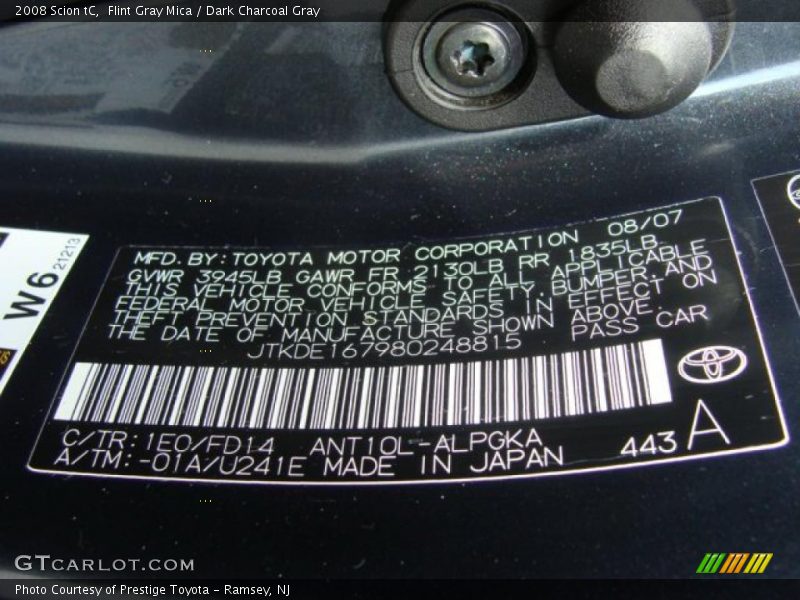 2008 Scion tC,  Flint Gray Mica / Dark Charcoal Gray
W6 21213
MFD. BY: TOYOTA MOTOR CORPORATION 08/07
GVWR 3945LB GAWR FR 2130LB RR 1835LB
THIS VEHICLE CONFORMS TO ALL APPLICABLE
FEDERAL MOTOR VEHICLE SAFETY, BUMPER, AND
THEFT PREVENTION STANDARDS IN EFFECT ON
THE DATE OF MANUFACTURE SHOWN ABOVE.
JTKDE167980248815 PASS CAR
C/TR: 1E0/FD14 ANT10L-ALPGKA
A/TM: -01A/U241E MADE IN JAPAN 443 A
GTCARLOT.COM
Photo Courtesy of Prestige Toyota - Ramsey, NJ